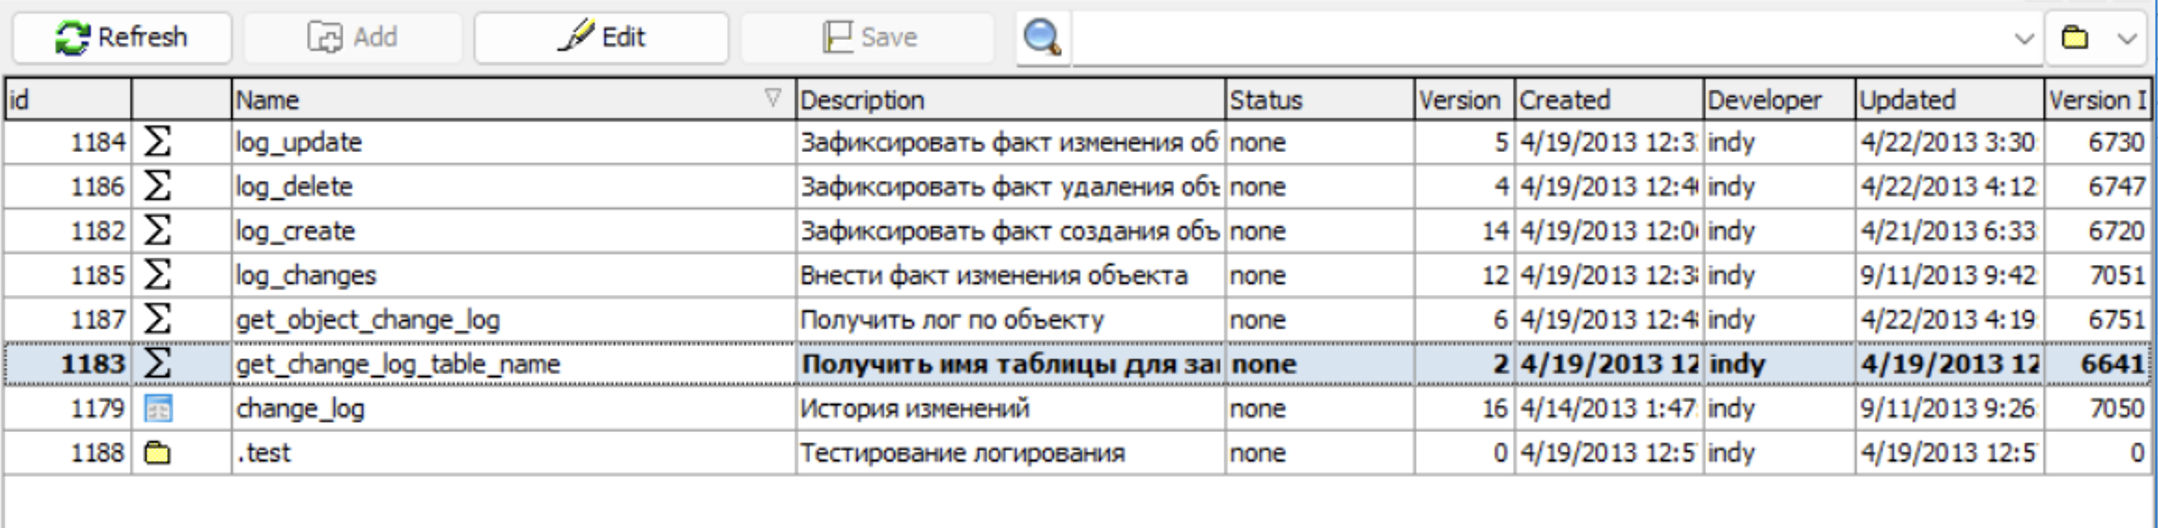 Refresh Add Edit Save
id Name Description Status Version Created Developer Updated Version I
1184 log_update Зафиксировать факт изменения об none 5 4/19/2013 12:3 indy 4/22/2013 3:30 6730
1186 log_delete Зафиксировать факт удаления объ none 4 4/19/2013 12:4 indy 4/22/2013 4:12 6747
1182 log_create Зафиксировать факт создания объ none 14 4/19/2013 12:0 indy 4/21/2013 6:33 6720
1185 log_changes Внести факт изменения объекта none 12 4/19/2013 12:3 indy 9/11/2013 9:42 7051
1187 get_object_change_log Получить лог по объекту none 6 4/19/2013 12:4 indy 4/22/2013 4:19 6751
1183 get_change_log_table_name Получить имя таблицы для за none 2 4/19/2013 12 indy 4/19/2013 12 6641
1179 change_log История изменений none 16 4/14/2013 1:47 indy 9/11/2013 9:26 7050
1188 .test Тестирование логирования none 0 4/19/2013 12:5 indy 4/19/2013 12:5 0